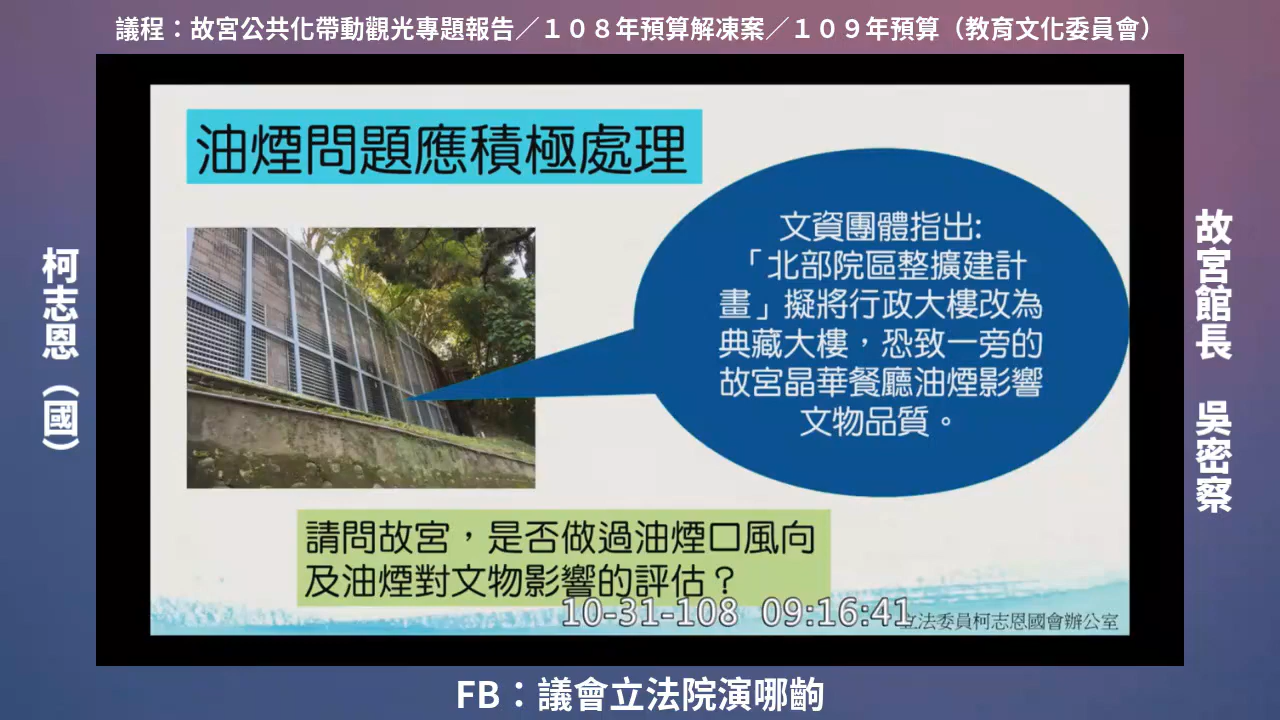 議程：故宮公共化帶動觀光專題報告／１０８年預算解凍案／１０９年預算（教育文化委員會）
油煙問題應積極處理
文資團體指出:
「北部院區整擴建計
畫」擬將行政大樓改為
典藏大樓，恐致一旁的
故宮晶華餐廳油煙影響
文物品質。
柯志恩（國）
故宮館長 吳密察
請問故宮，是否做過油煙口風向
及油煙對文物影響的評估？
10-31-108 09:16:41
立法委員柯志恩國會辦公室
FB：議會立法院演哪齣